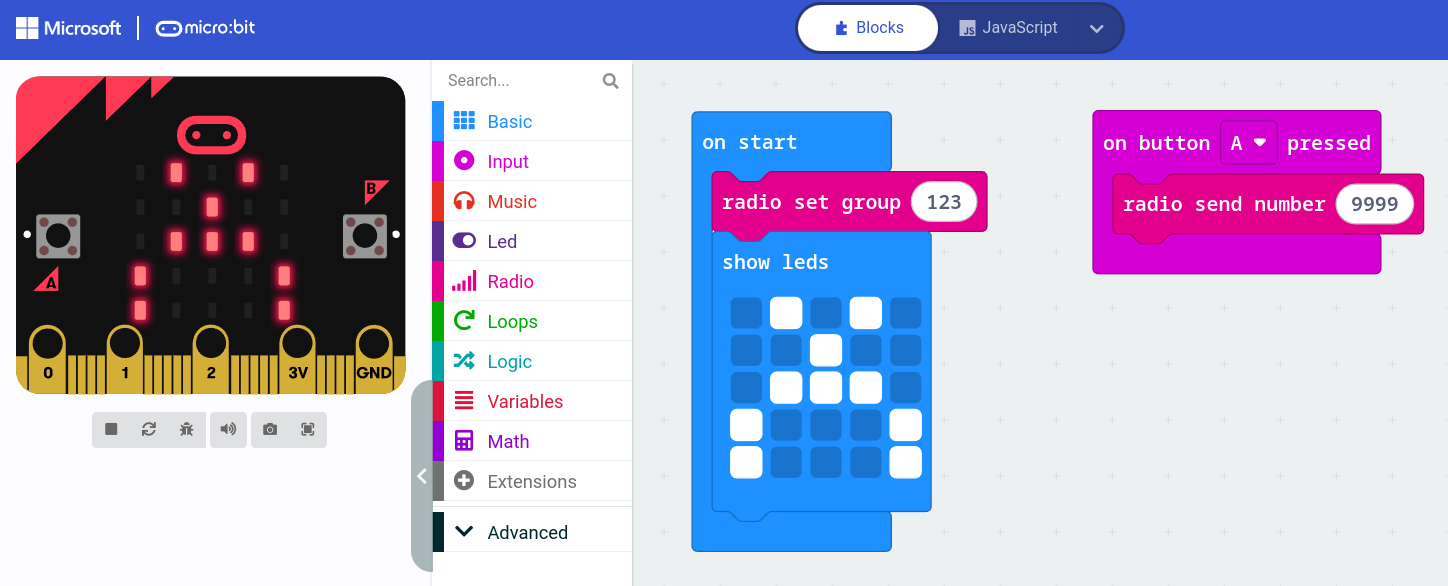 Microsoft micro:bit
Blocks
JavaScript
JS
B
A
0 1 2 3V GND
Search...
Basic
Input
Music
Led
Radio
Loops
Logic
Variables
Math
Extensions
Advanced
on start
radio set group 123
show leds
on button A pressed
radio send number 9999